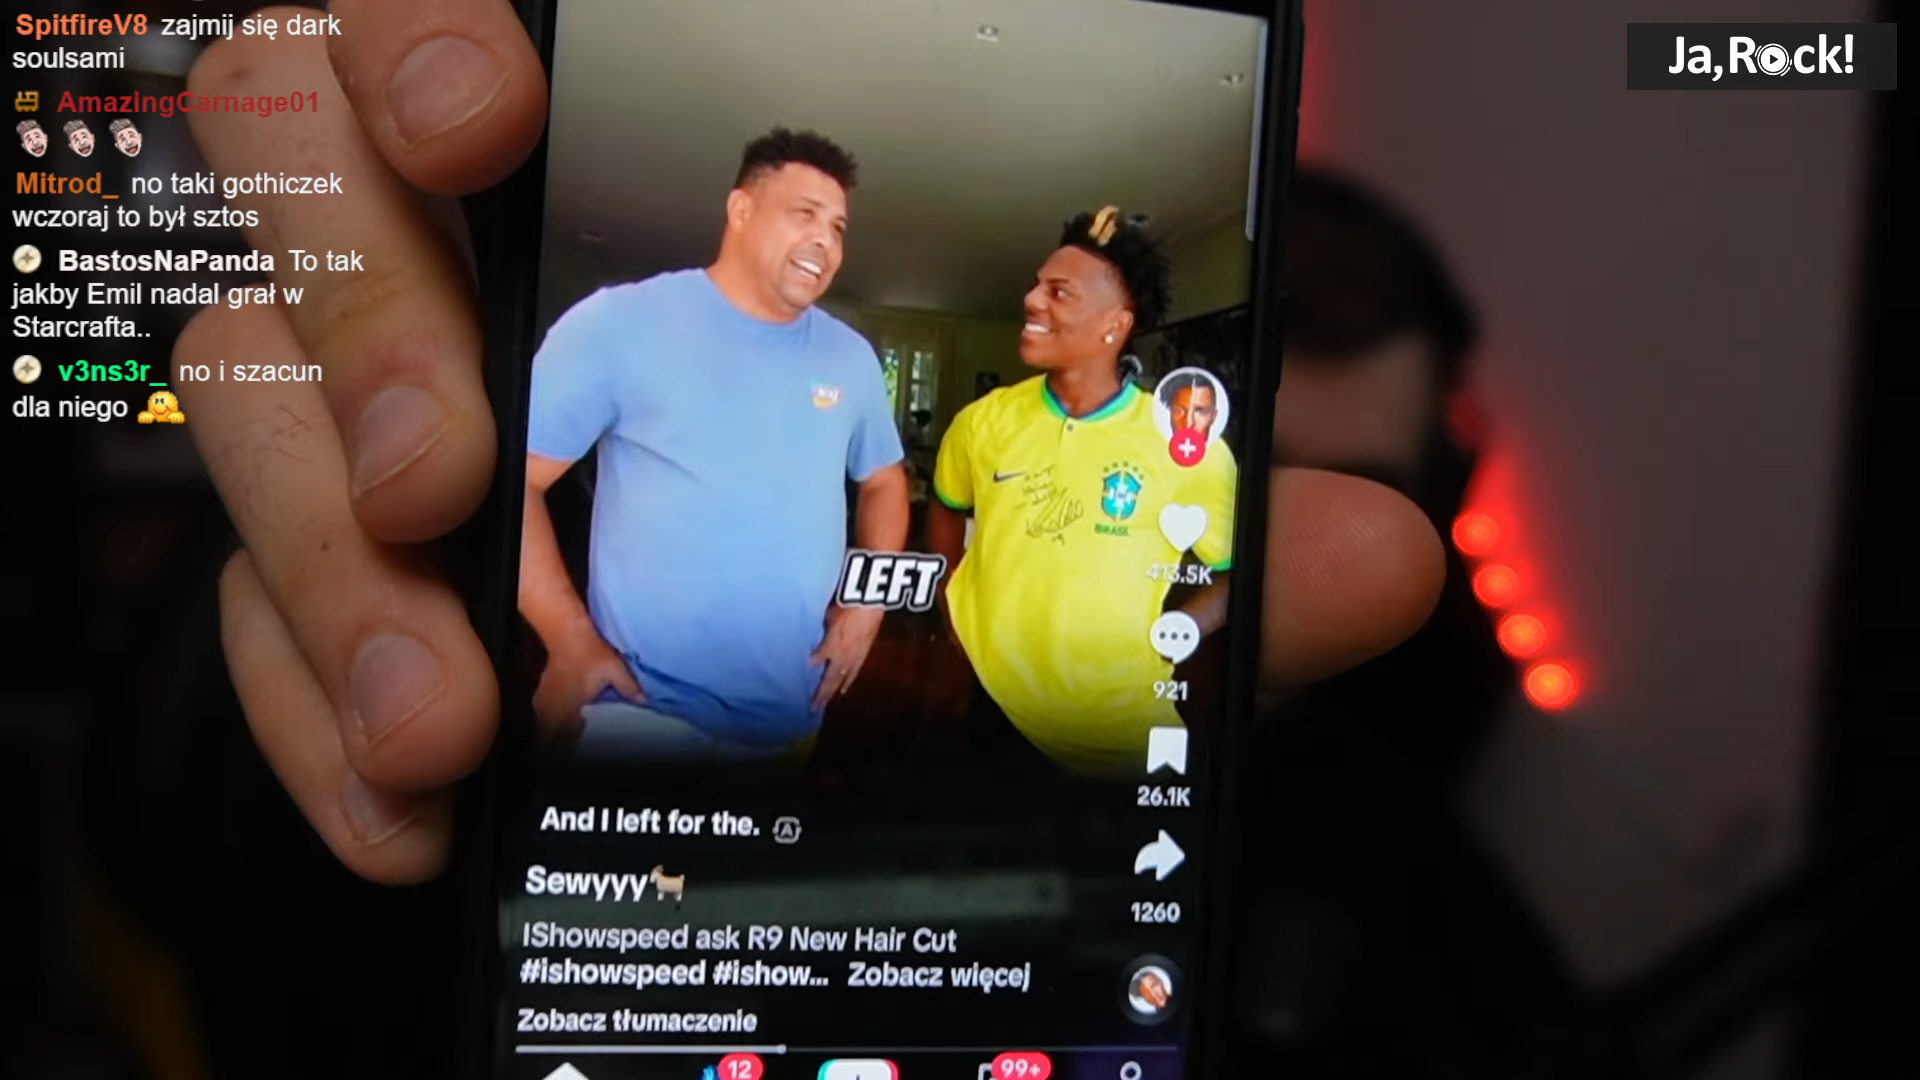 SpitfireV8 zajmij się dark
soulsami
AmazingCarnage01
Mitrod_ no taki gothiczek
wczoraj to był sztos
BastosNaPanda To tak
jakby Emil nadal grał w
Starcrafta..
v3ns3r_ no i szacun
dla niego
Ja,Rock!
BRASIL
LEFT
413.5K
921
26.1K
1260
And I left for the.
Sewyyy
IShowspeed ask R9 New Hair Cut
#ishowspeed #ishow... Zobacz więcej
Zobacz tłumaczenie
12
99+